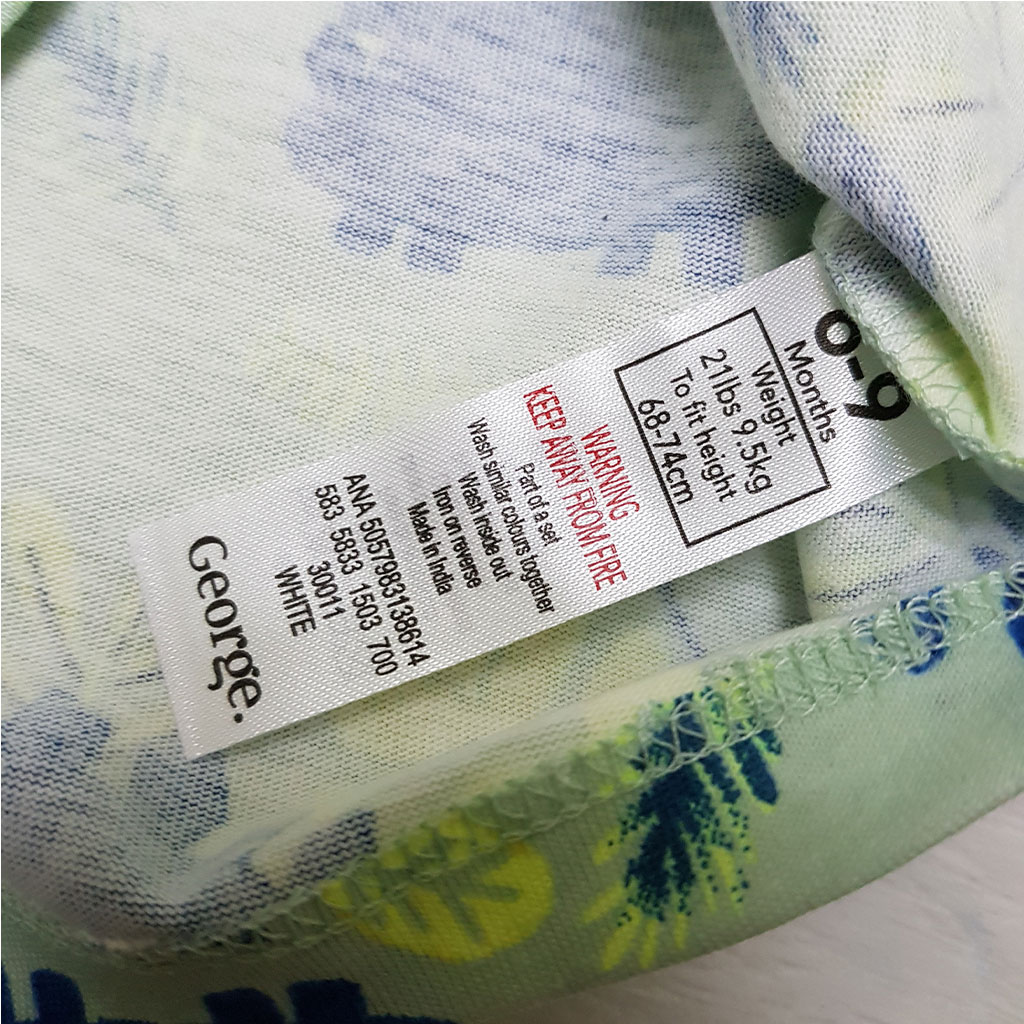 6-9
Months
Weight
21lbs 9.5kg
To fit height
68-74cm
WARNING
KEEP AWAY FROM FIRE
Part of a set
Wash similar colours together
Wash inside out
Iron on reverse
Made in India
ANA 5057983138614
583 5833 1503 700
30011
WHITE
George.